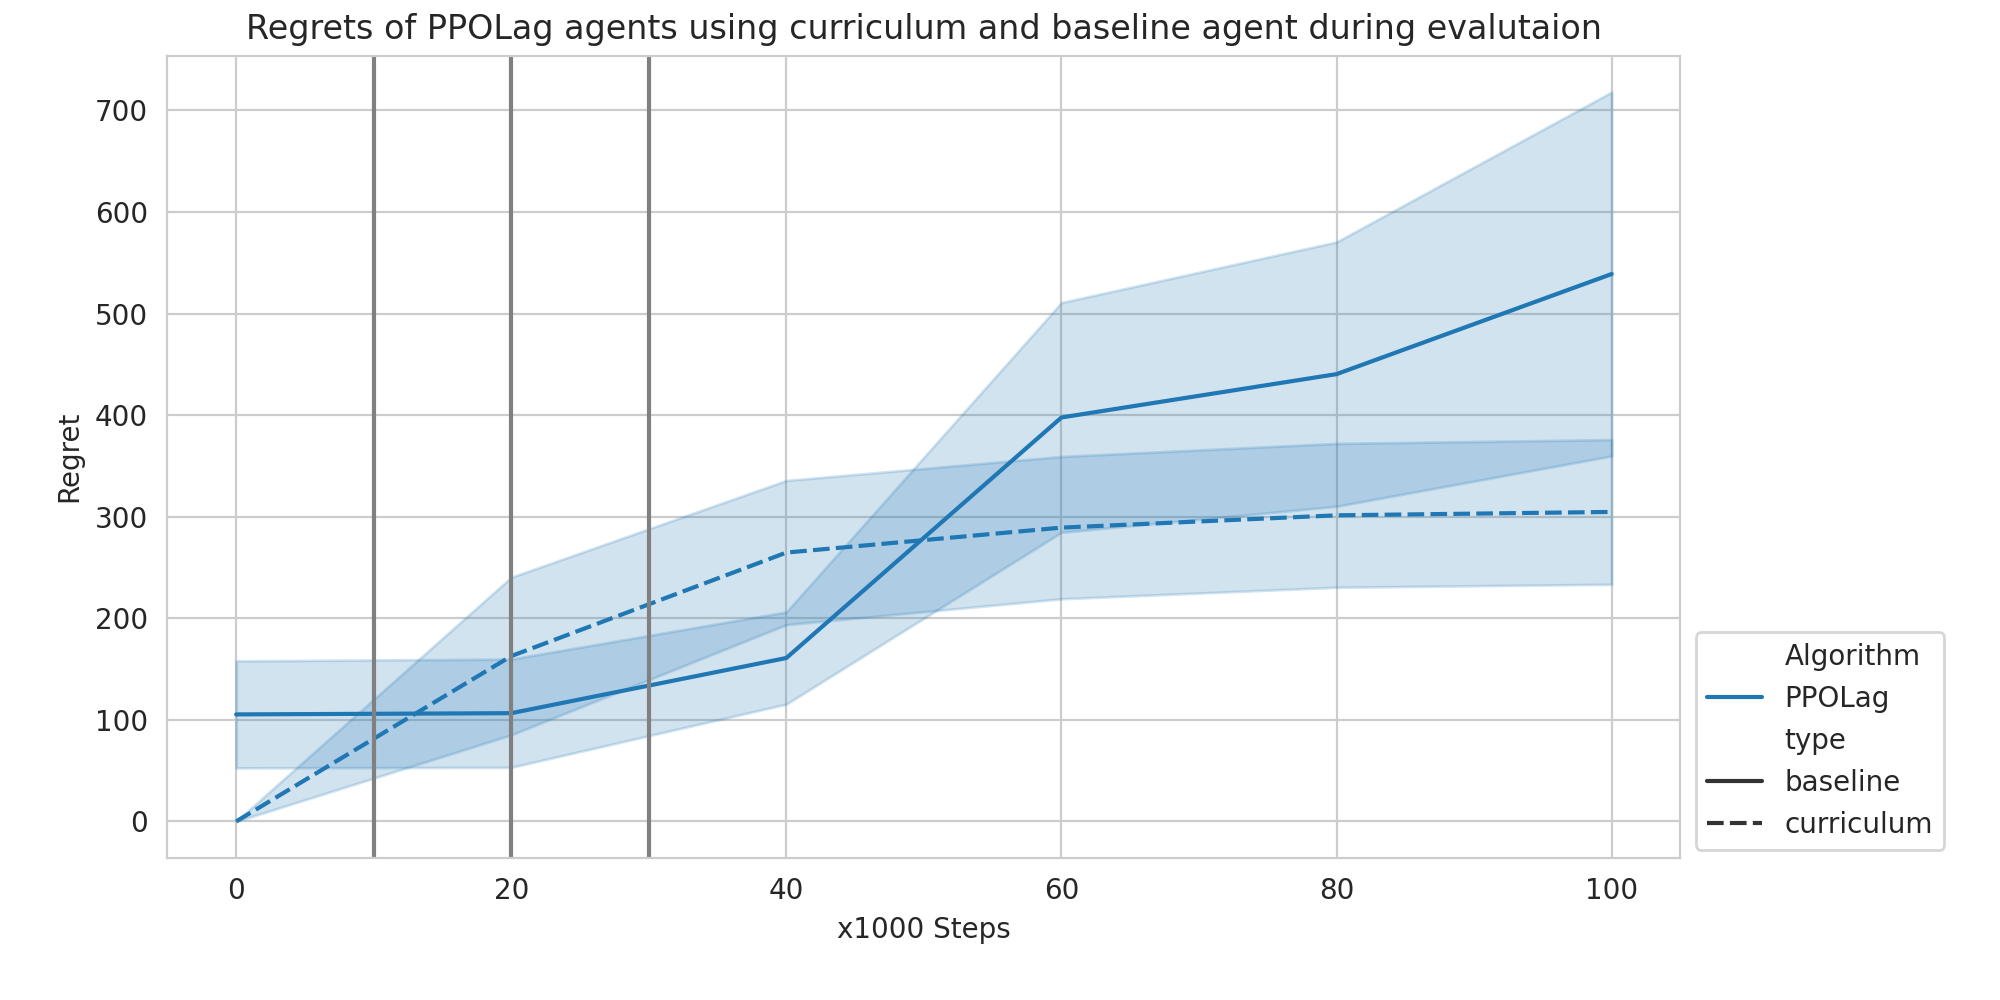 Regrets of PPOLag agents using curriculum and baseline agent during evalutaion
700
600
500
400
300
200
100
0
Regret
0 20 40 60 80 100
x1000 Steps
Algorithm
PPOLag
type
baseline
curriculum